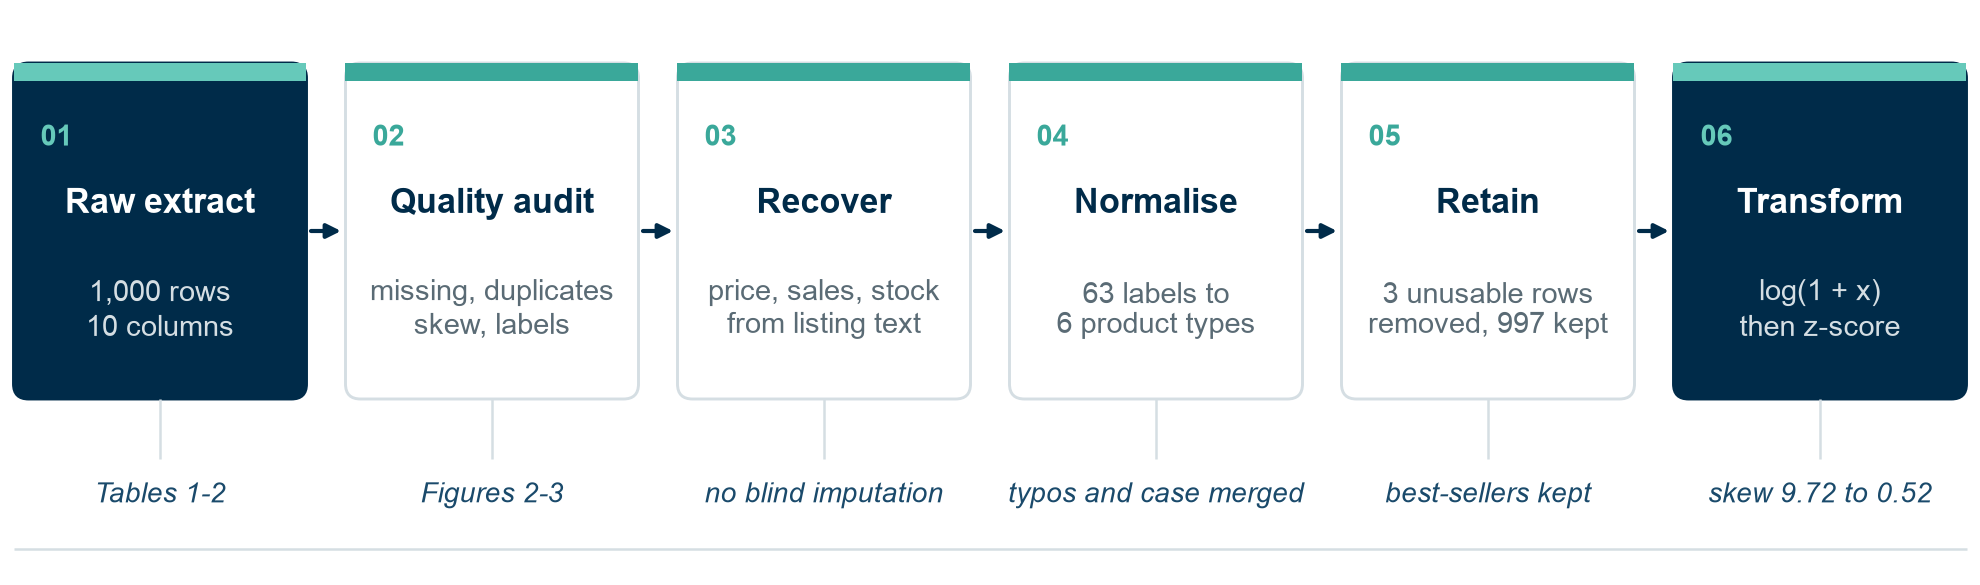 01
Raw extract
1,000 rows
10 columns
Tables 1-2
02
Quality audit
missing, duplicates
skew, labels
Figures 2-3
03
Recover
price, sales, stock
from listing text
no blind imputation
04
Normalise
63 labels to
6 product types
typos and case merged
05
Retain
3 unusable rows
removed, 997 kept
best-sellers kept
06
Transform
log(1 + x)
then z-score
skew 9.72 to 0.52